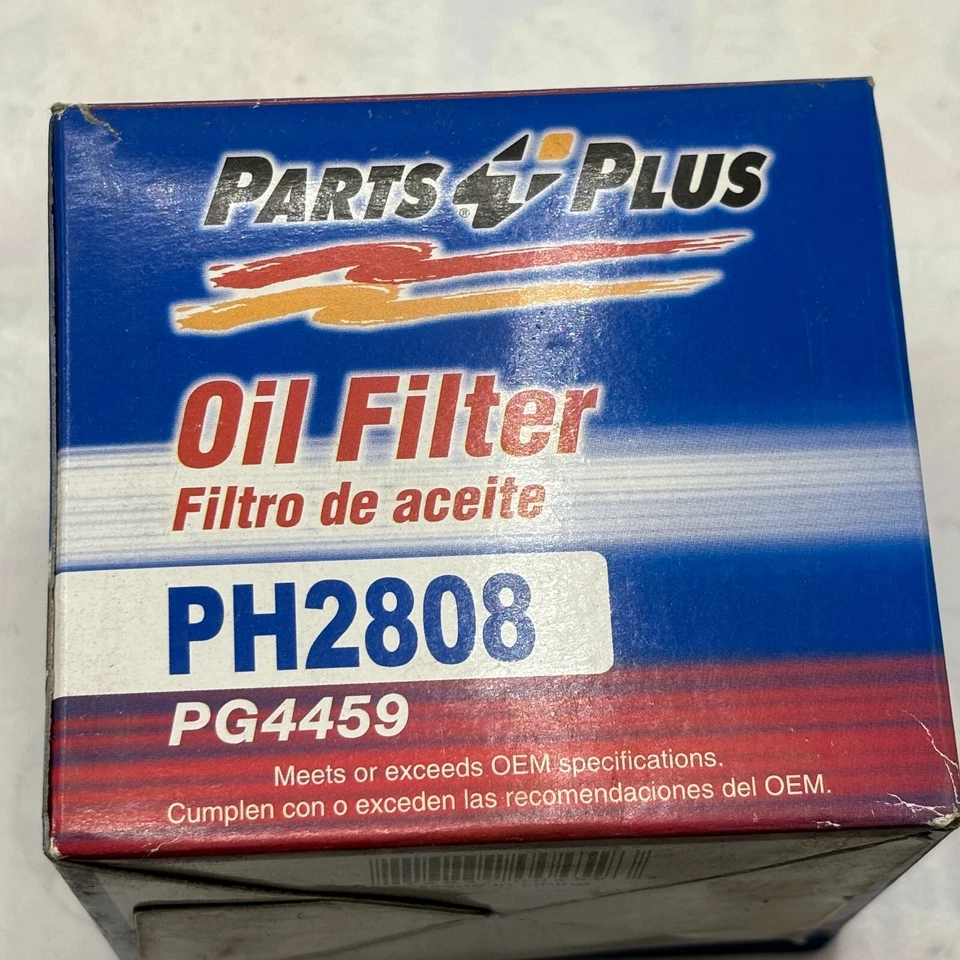 PARTS PLUS
®
Oil Filter
Filtro de aceite
PH2808
PG4459
Meets or exceeds OEM specifications.
Cumplen con o exceden las recomendaciones del OEM.